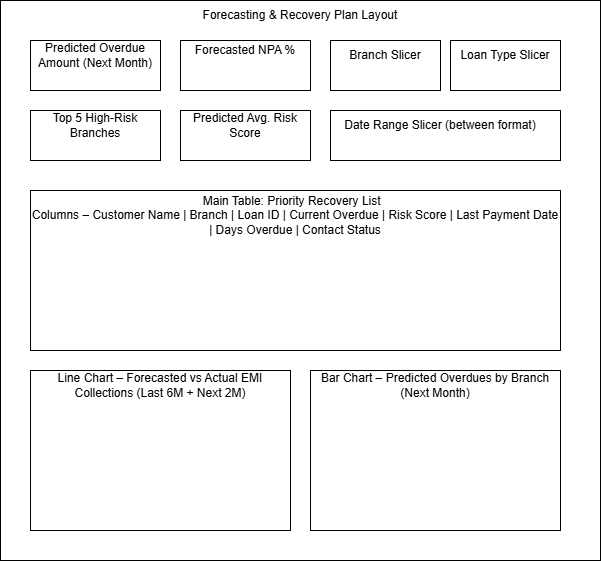 Forecasting & Recovery Plan Layout
Predicted Overdue
Amount (Next Month)
Forecasted NPA %
Branch Slicer
Loan Type Slicer
Top 5 High-Risk
Branches
Predicted Avg. Risk
Score
Date Range Slicer (between format)
Main Table: Priority Recovery List
Columns – Customer Name | Branch | Loan ID | Current Overdue | Risk Score | Last Payment Date
| Days Overdue | Contact Status
Line Chart – Forecasted vs Actual EMI
Collections (Last 6M + Next 2M)
Bar Chart – Predicted Overdues by Branch
(Next Month)